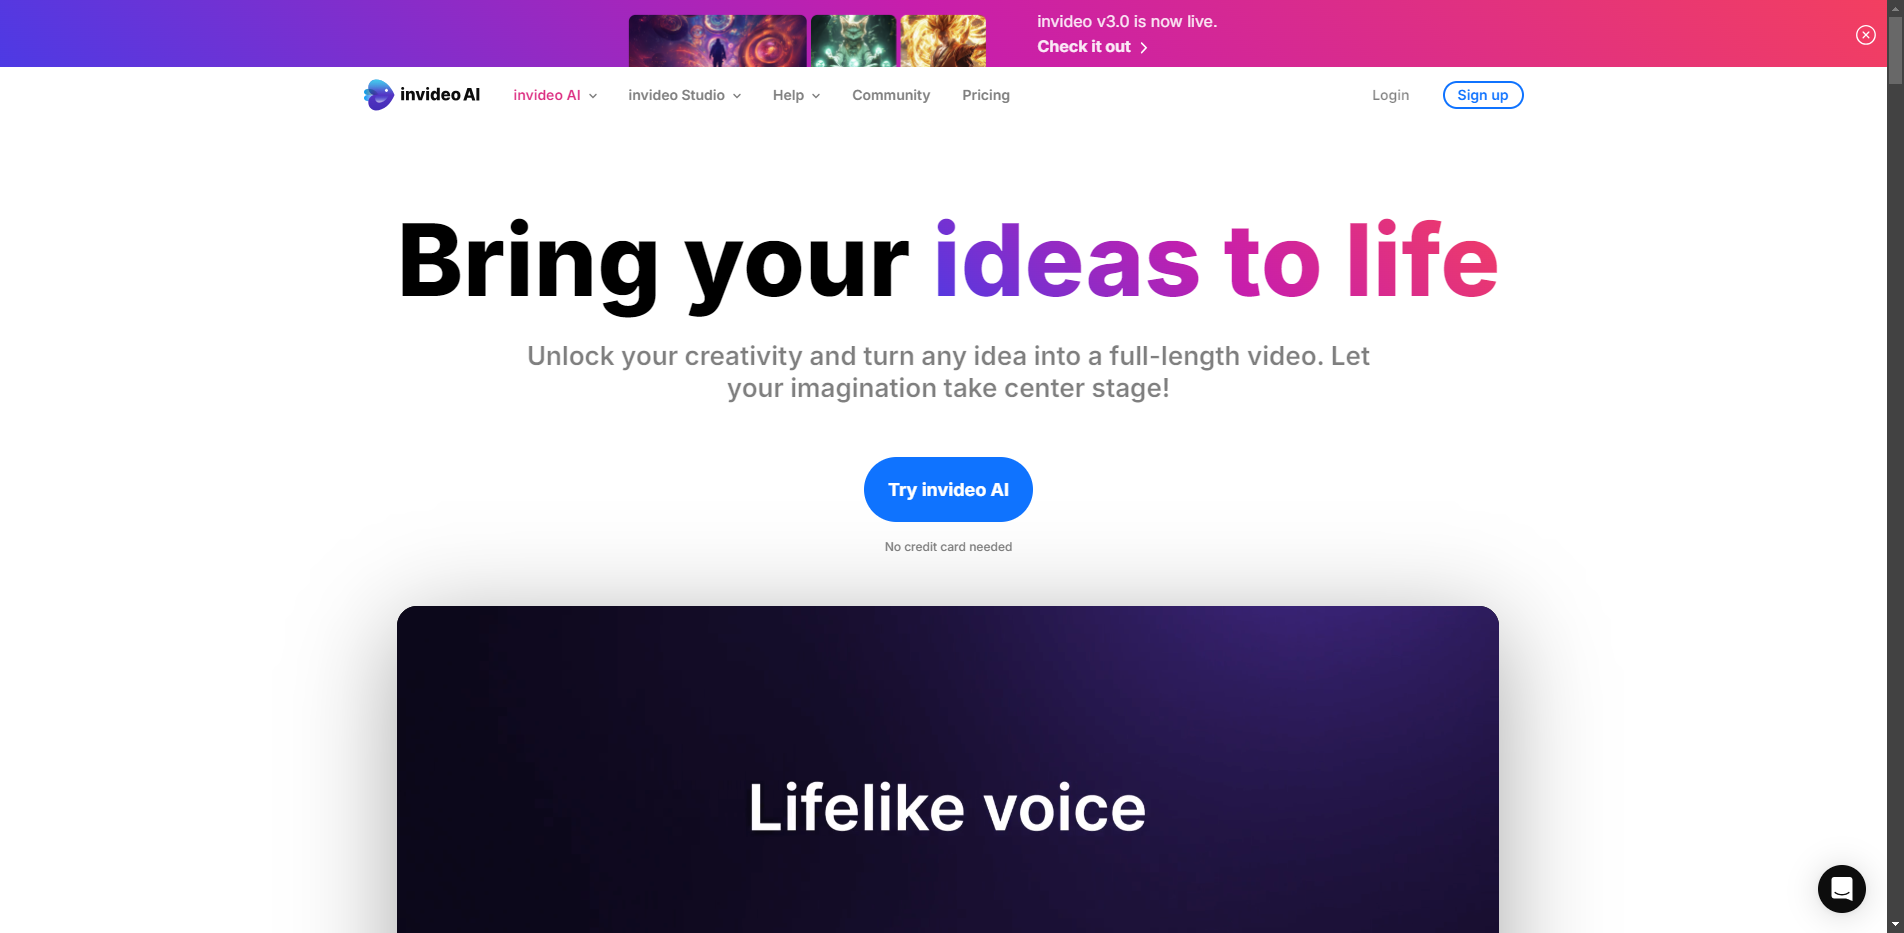 invideo v3.0 is now live.
Check it out
invideo AI
invideo AI
invideo Studio
Help
Community
Pricing
Login
Sign up
Bring your ideas to life
Unlock your creativity and turn any idea into a full-length video. Let
your imagination take center stage!
Try invideo AI
No credit card needed
Lifelike voice